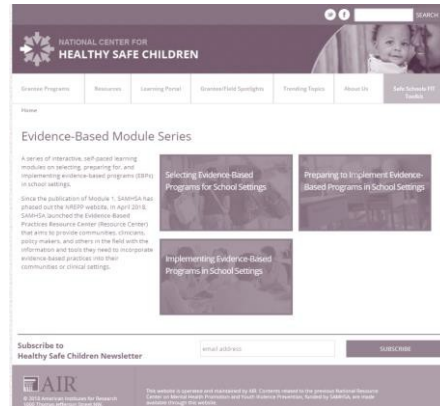 SEARCH
NATIONAL CENTER FOR
HEALTHY SAFE CHILDREN
Grantee Programs
Resources
Learning Portal
Grantee/Field Spotlights
Trending Topics
About Us
Safe Schools FIT
Toolkit
Home
Evidence-Based Module Series
A series of interactive, self-paced learning
modules on selecting, preparing for, and
implementing evidence-based programs (EBPs)
in school settings.
Since the publication of Module 1, SAMHSA has
phased out the NREPP website. In April 2018,
SAMHSA launched the Evidence-Based
Practices Resource Center (Resource Center)
that aims to provide communities, clinicians,
policy makers, and others in the field with the
information and tools they need to incorporate
evidence-based practices into their
communities or clinical settings.
Selecting Evidence-Based
Programs for School Settings
Preparing to Implement Evidence-
Based Programs in School Settings
Implementing Evidence-Based
Programs in School Settings
Subscribe to
Healthy Safe Children Newsletter
email address
SUBSCRIBE
AIR
© 2018 American Institutes for Research
1000 Thomas Jefferson Street NW,
This website is operated and maintained by AIR. Contents related to the previous National Resource
Center on Mental Health Promotion and Youth Violence Prevention, funded by SAMHSA, are made
available through this website.